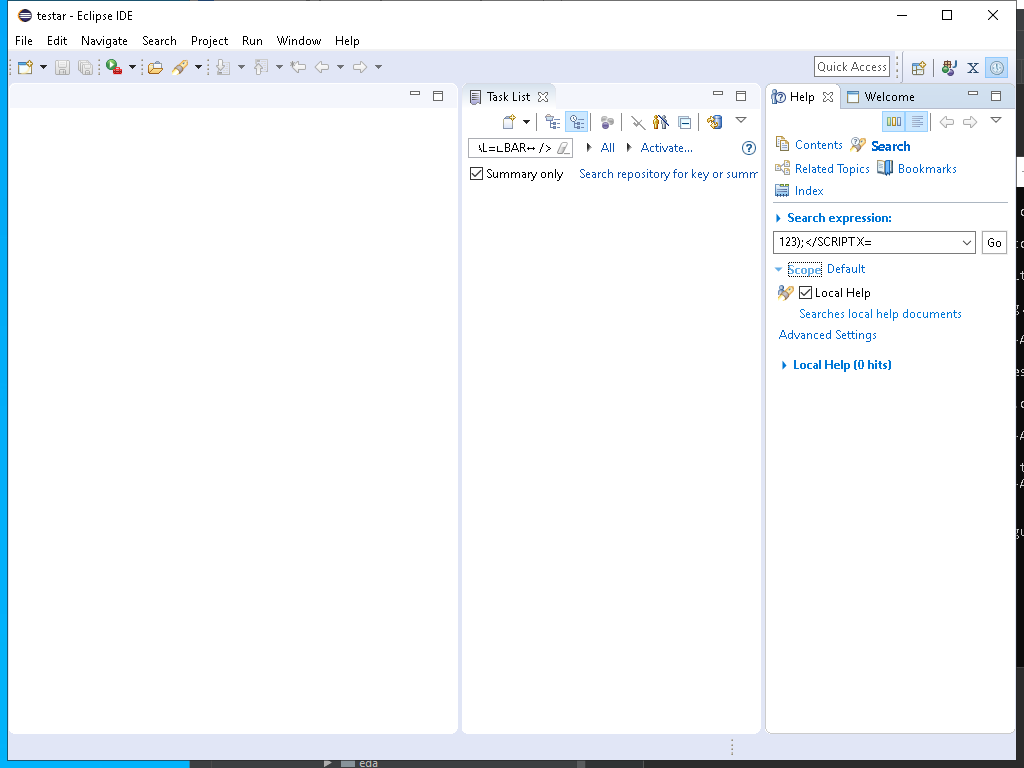 testar - Eclipse IDE
File Edit Navigate Search Project Run Window Help
Quick Access
Task List
Help
Welcome
All
Activate...
Summary only
Search repository for key or summ
Contents
Search
Related Topics
Bookmarks
Index
Search expression:
123);</SCRIPTX=
Go
Scope Default
Local Help
Searches local help documents
Advanced Settings
Local Help (0 hits)
eda